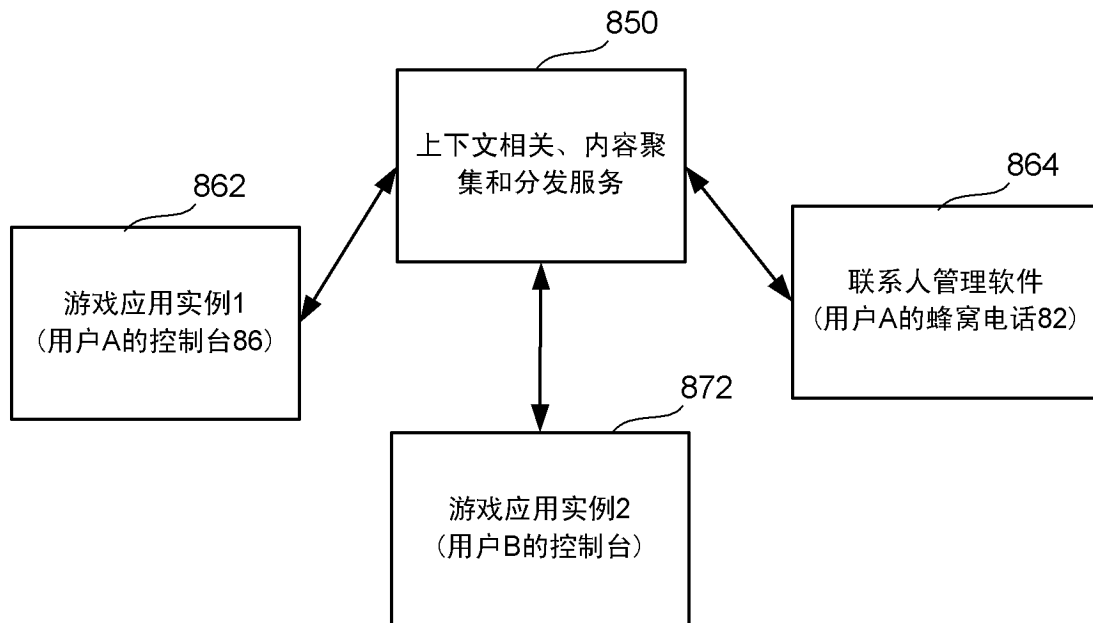 850
上下文相关、内容聚
集和分发服务
862
游戏应用实例1
(用户A的控制台86)
864
联系人管理软件
(用户A的蜂窝电话82)
872
游戏应用实例2
(用户B的控制台)